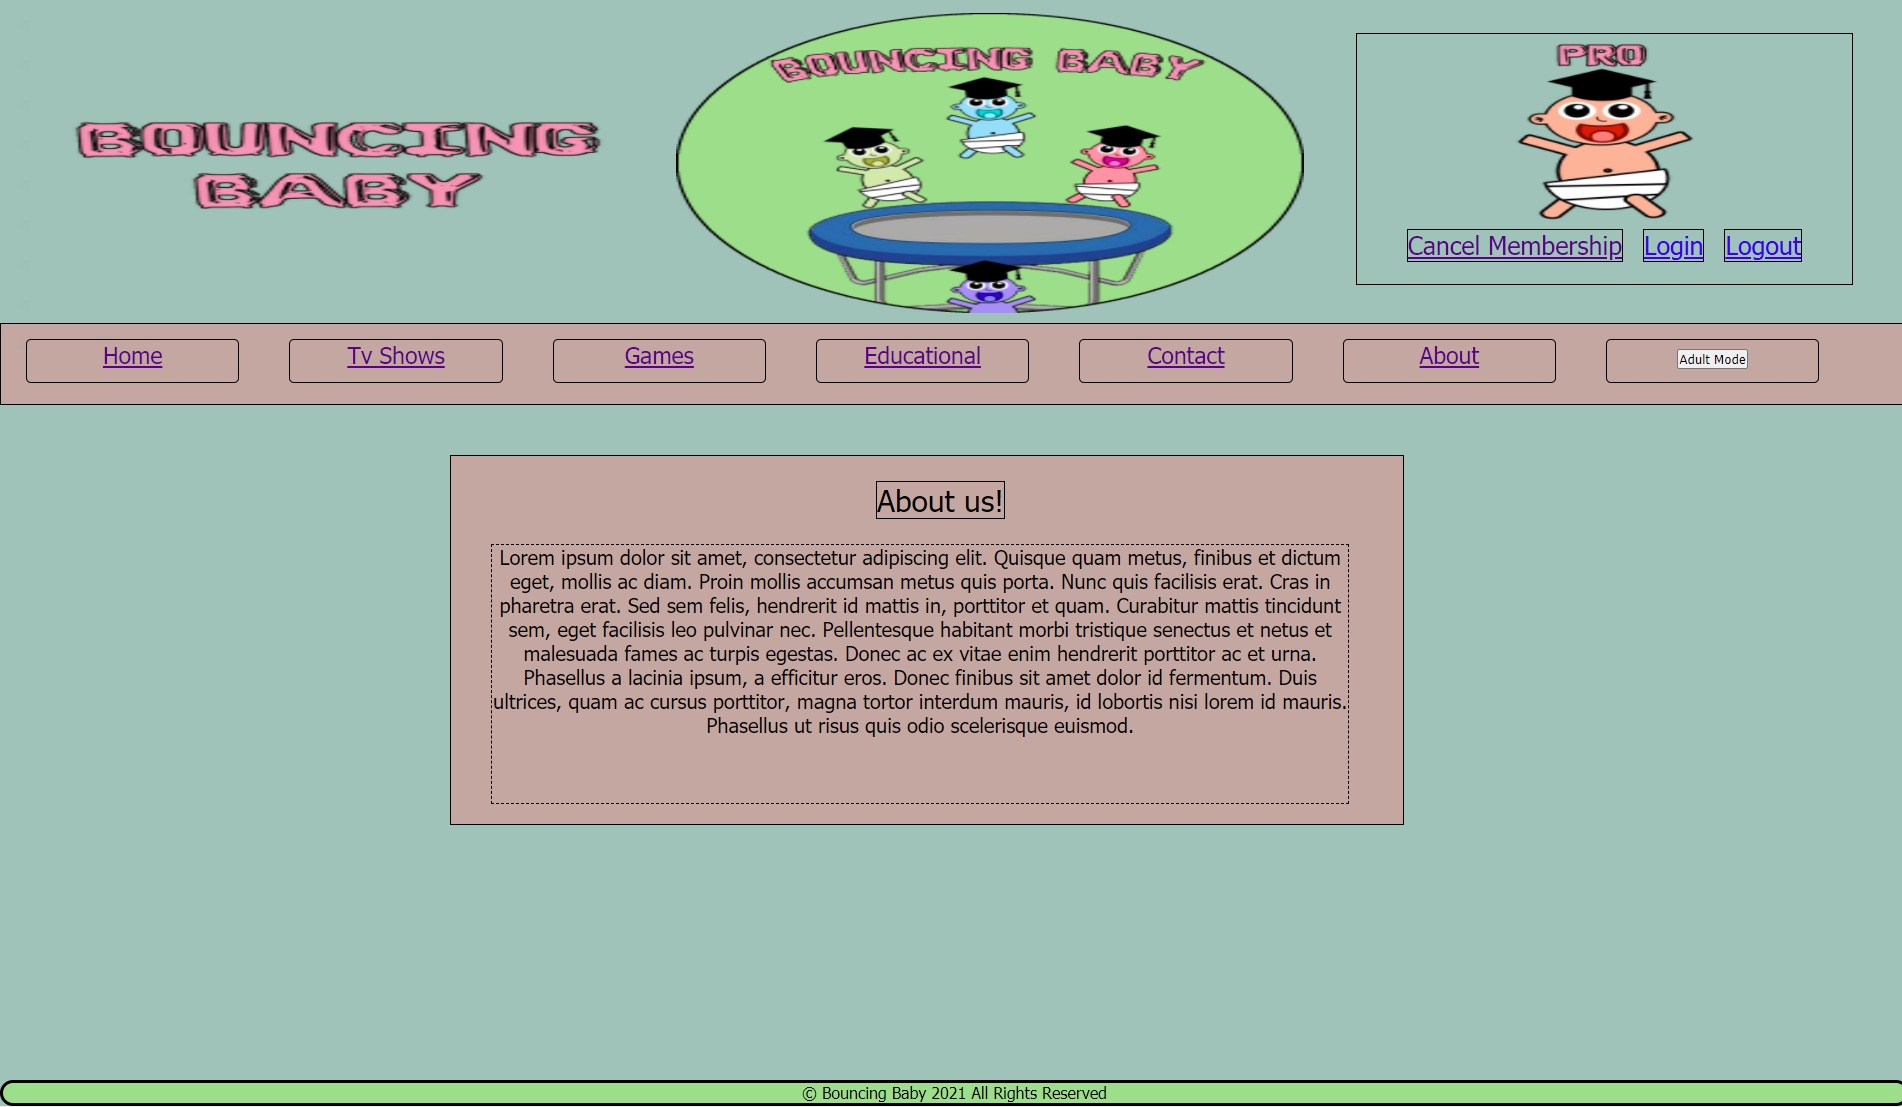 BOUNCING
BABY
BOUNCING BABY
PRO
Cancel Membership Login Logout
Home Tv Shows Games Educational Contact About Adult Mode
About us!
Lorem ipsum dolor sit amet, consectetur adipiscing elit. Quisque quam metus, finibus et dictum
eget, mollis ac diam. Proin mollis accumsan metus quis porta. Nunc quis facilisis erat. Cras in
pharetra erat. Sed sem felis, hendrerit id mattis in, porttitor et quam. Curabitur mattis tincidunt
sem, eget facilisis leo pulvinar nec. Pellentesque habitant morbi tristique senectus et netus et
malesuada fames ac turpis egestas. Donec ac ex vitae enim hendrerit porttitor ac et urna.
Phasellus a lacinia ipsum, a efficitur eros. Donec finibus sit amet dolor id fermentum. Duis
ultrices, quam ac cursus porttitor, magna tortor interdum mauris, id lobortis nisi lorem id mauris.
Phasellus ut risus quis odio scelerisque euismod.
© Bouncing Baby 2021 All Rights Reserved